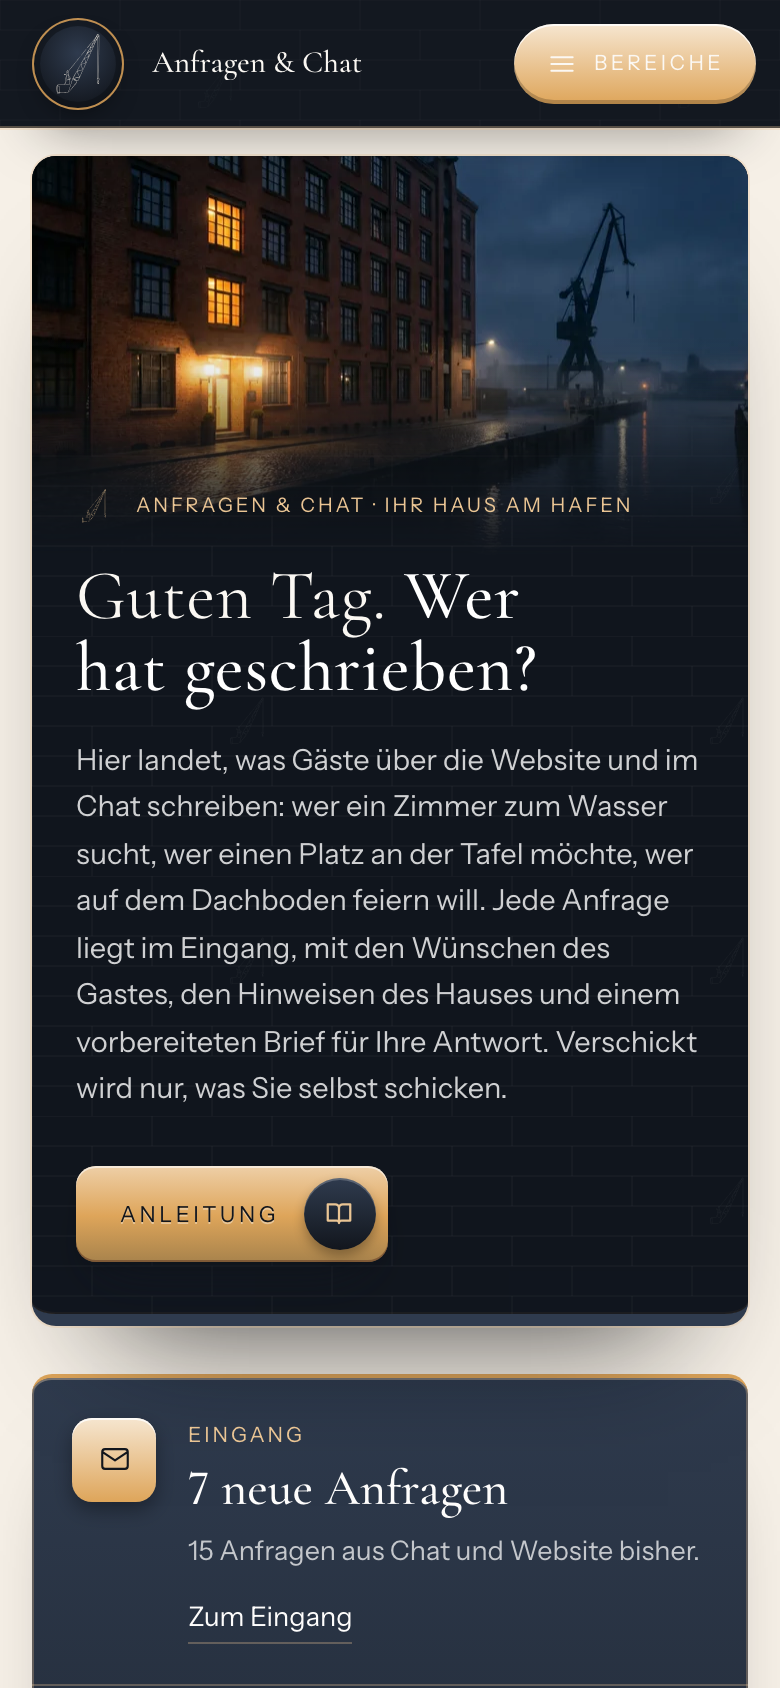 Anfragen & Chat
BEREICHE
ANFRAGEN & CHAT · IHR HAUS AM HAFEN
Guten Tag. Wer
hat geschrieben?
Hier landet, was Gäste über die Website und im
Chat schreiben: wer ein Zimmer zum Wasser
sucht, wer einen Platz an der Tafel möchte, wer
auf dem Dachboden feiern will. Jede Anfrage
liegt im Eingang, mit den Wünschen des
Gastes, den Hinweisen des Hauses und einem
vorbereiteten Brief für Ihre Antwort. Verschickt
wird nur, was Sie selbst schicken.
ANLEITUNG
EINGANG
7 neue Anfragen
15 Anfragen aus Chat und Website bisher.
Zum Eingang